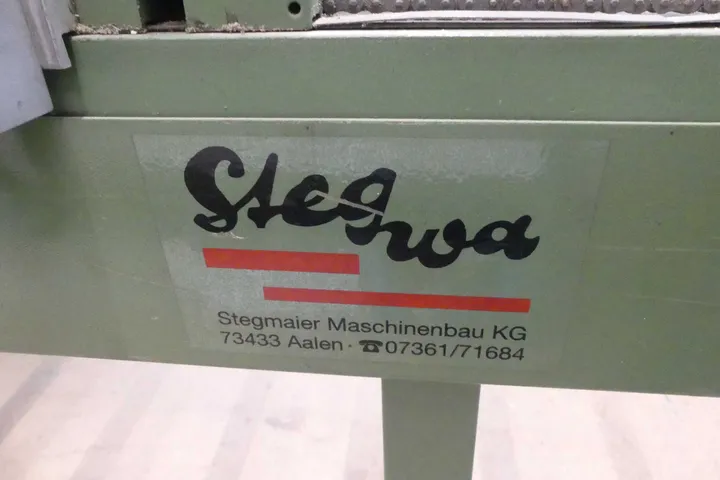 Stegwa
Stegmaier Maschinenbau KG
73433 Aalen · ☎07361/71684